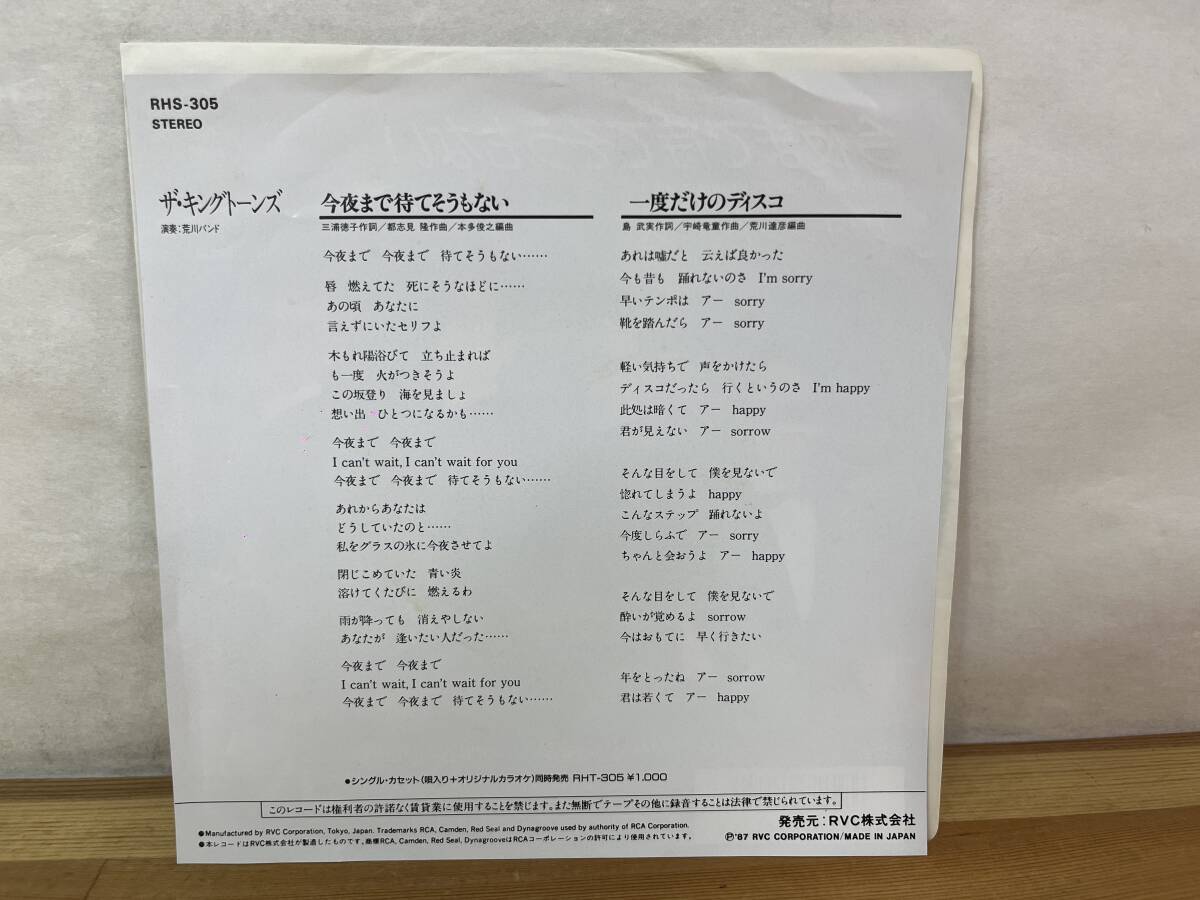 RHS-305
STEREO
ザ・キングトーンズ
演奏:荒川バンド
今夜まで待てそうもない
三浦徳子作詞／都志見 隆作曲／本多俊之編曲
今夜まで 今夜まで 待てそうもない……
唇 燃えてた 死にそうなほどに……
あの頃 あなたに
言えずにいたセリフよ
木もれ陽浴びて 立ち止まれば
も一度 火がつきそうよ
この坂登り 海を見ましょ
想い出 ひとつになるかも……
今夜まで 今夜まで
I can't wait, I can't wait for you
今夜まで 今夜まで 待てそうもない……
あれからあなたは
どうしていたのと……
私をグラスの氷に今夜させてよ
閉じこめていた 青い炎
溶けてくたびに 燃えるわ
雨が降っても 消えやしない
あなたが 逢いたい人だった……
今夜まで 今夜まで
I can't wait, I can't wait for you
今夜まで 今夜まで 待てそうもない……
一度だけのディスコ
島 武実作詞／宇崎竜童作曲／荒川達彦編曲
あれは嘘だと 云えば良かった
今も昔も 踊れないのさ I'm sorry
早いテンポは アー sorry
靴を踏んだら アー sorry
軽い気持ちで 声をかけたら
ディスコだったら 行くというのさ I'm happy
此処は暗くて アー happy
君が見えない アー sorrow
そんな目をして 僕を見ないで
惚れてしまうよ happy
こんなステップ 踊れないよ
今度しらふで アー sorry
ちゃんと会おうよ アー happy
そんな目をして 僕を見ないで
酔いが覚めるよ sorrow
今はおもてに 早く行きたい
年をとったね アー sorrow
君は若くて アー happy
●シングル・カセット(唄入り+オリジナルカラオケ)同時発売 RHT-305 ¥1,000
このレコードは権利者の許諾なく賃貸業に使用することを禁じます。また無断でテープその他に録音することは法律で禁じられています。
●Manufactured by RVC Corporation, Tokyo, Japan. Trademarks RCA, Camden, Red Seal and Dynagroove used by authority of RCA Corporation.
●本レコードはRVC株式会社が製造したものです。商標RCA, Camden, Red Seal, DynagrooveはRCAコーポレーションの許可により使用されています。
発売元:RVC株式会社
Ⓟ'87 RVC CORPORATION/MADE IN JAPAN